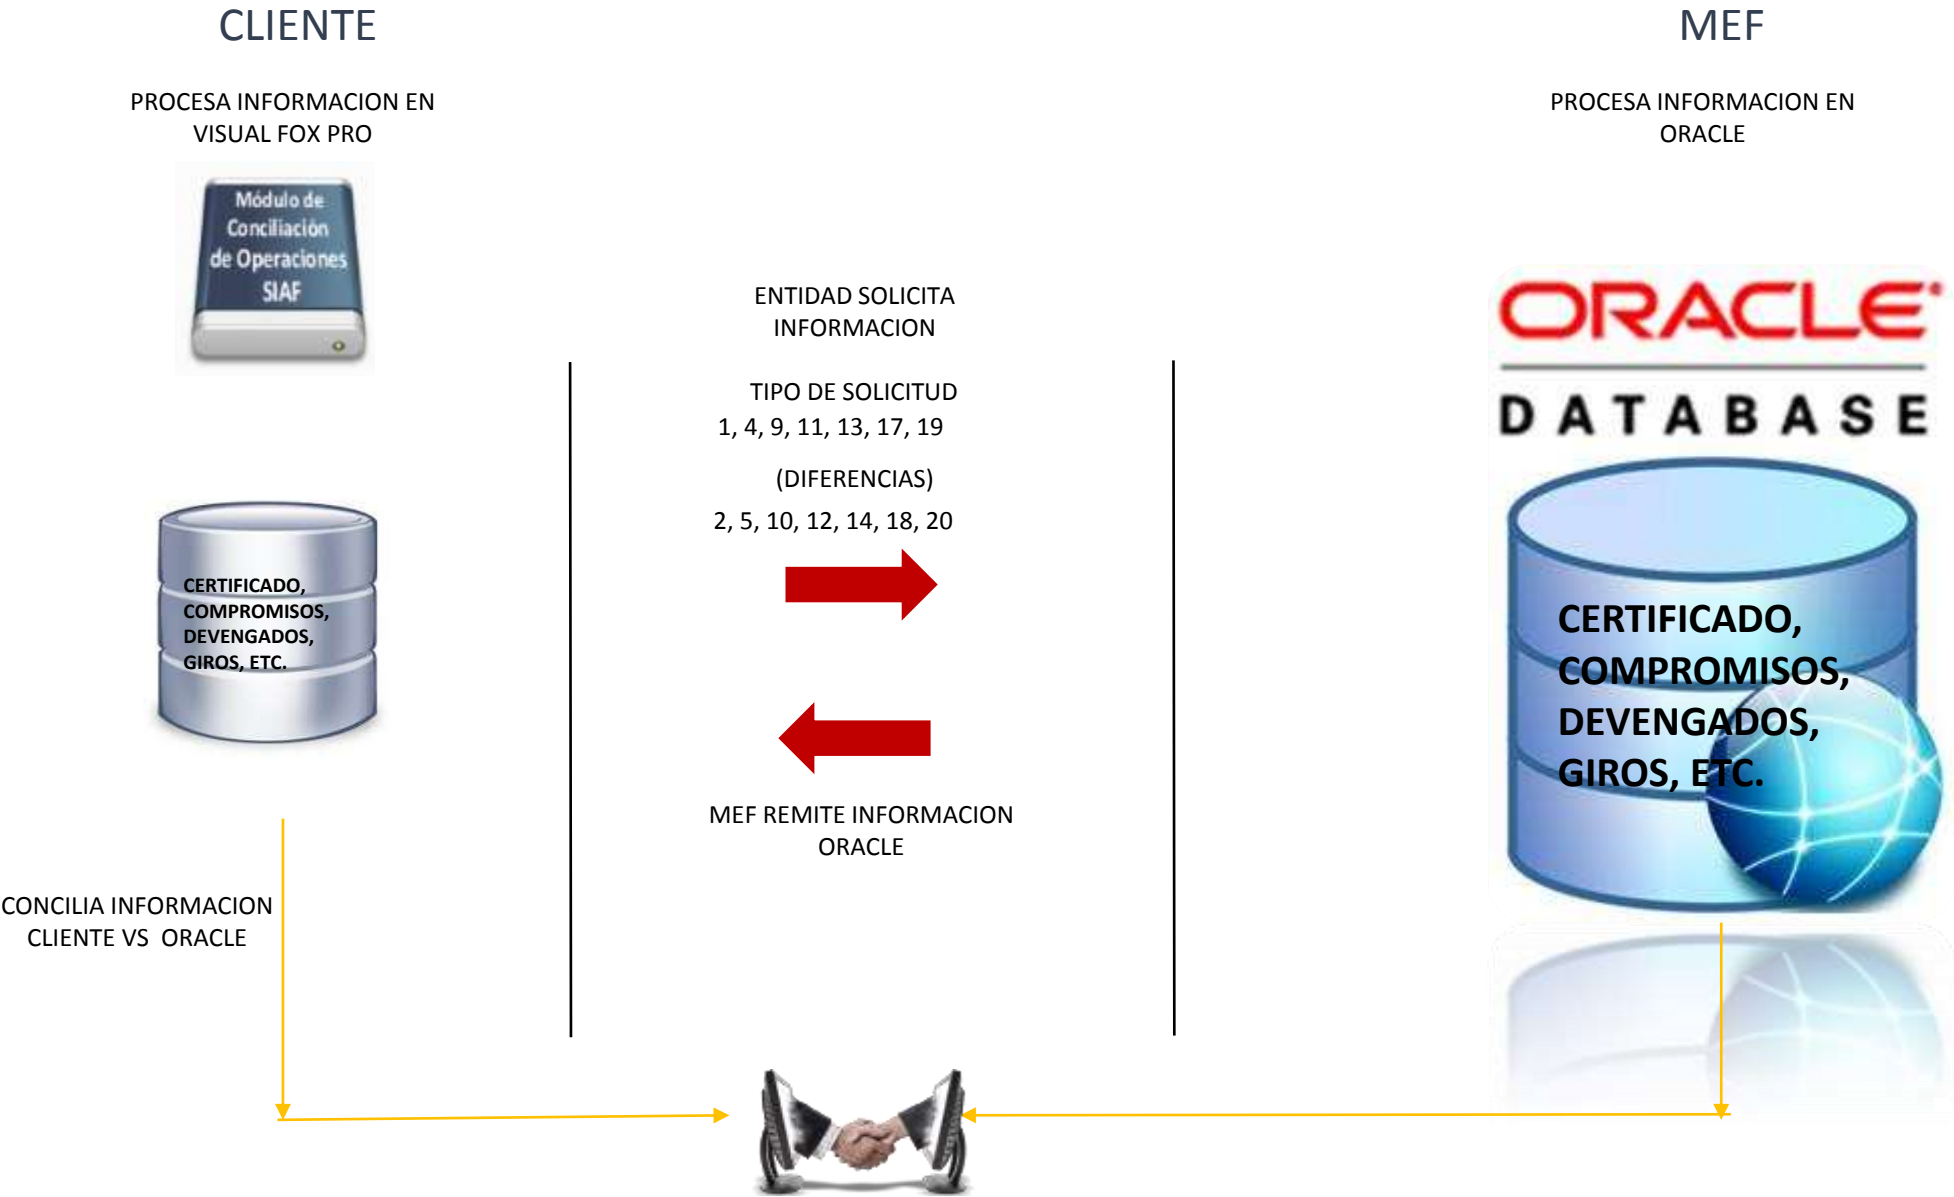 CLIENTE
PROCESA INFORMACION EN
VISUAL FOX PRO
Módulo de
Conciliación
de Operaciones
SIAF
CERTIFICADO,
COMPROMISOS,
DEVENGADOS,
GIROS, ETC.
CONCILIA INFORMACION
CLIENTE VS ORACLE
ENTIDAD SOLICITA
INFORMACION
TIPO DE SOLICITUD
1, 4, 9, 11, 13, 17, 19
(DIFERENCIAS)
2, 5, 10, 12, 14, 18, 20
MEF REMITE INFORMACION
ORACLE
MEF
PROCESA INFORMACION EN
ORACLE
ORACLE
DATABASE
CERTIFICADO,
COMPROMISOS,
DEVENGADOS,
GIROS, ETC.